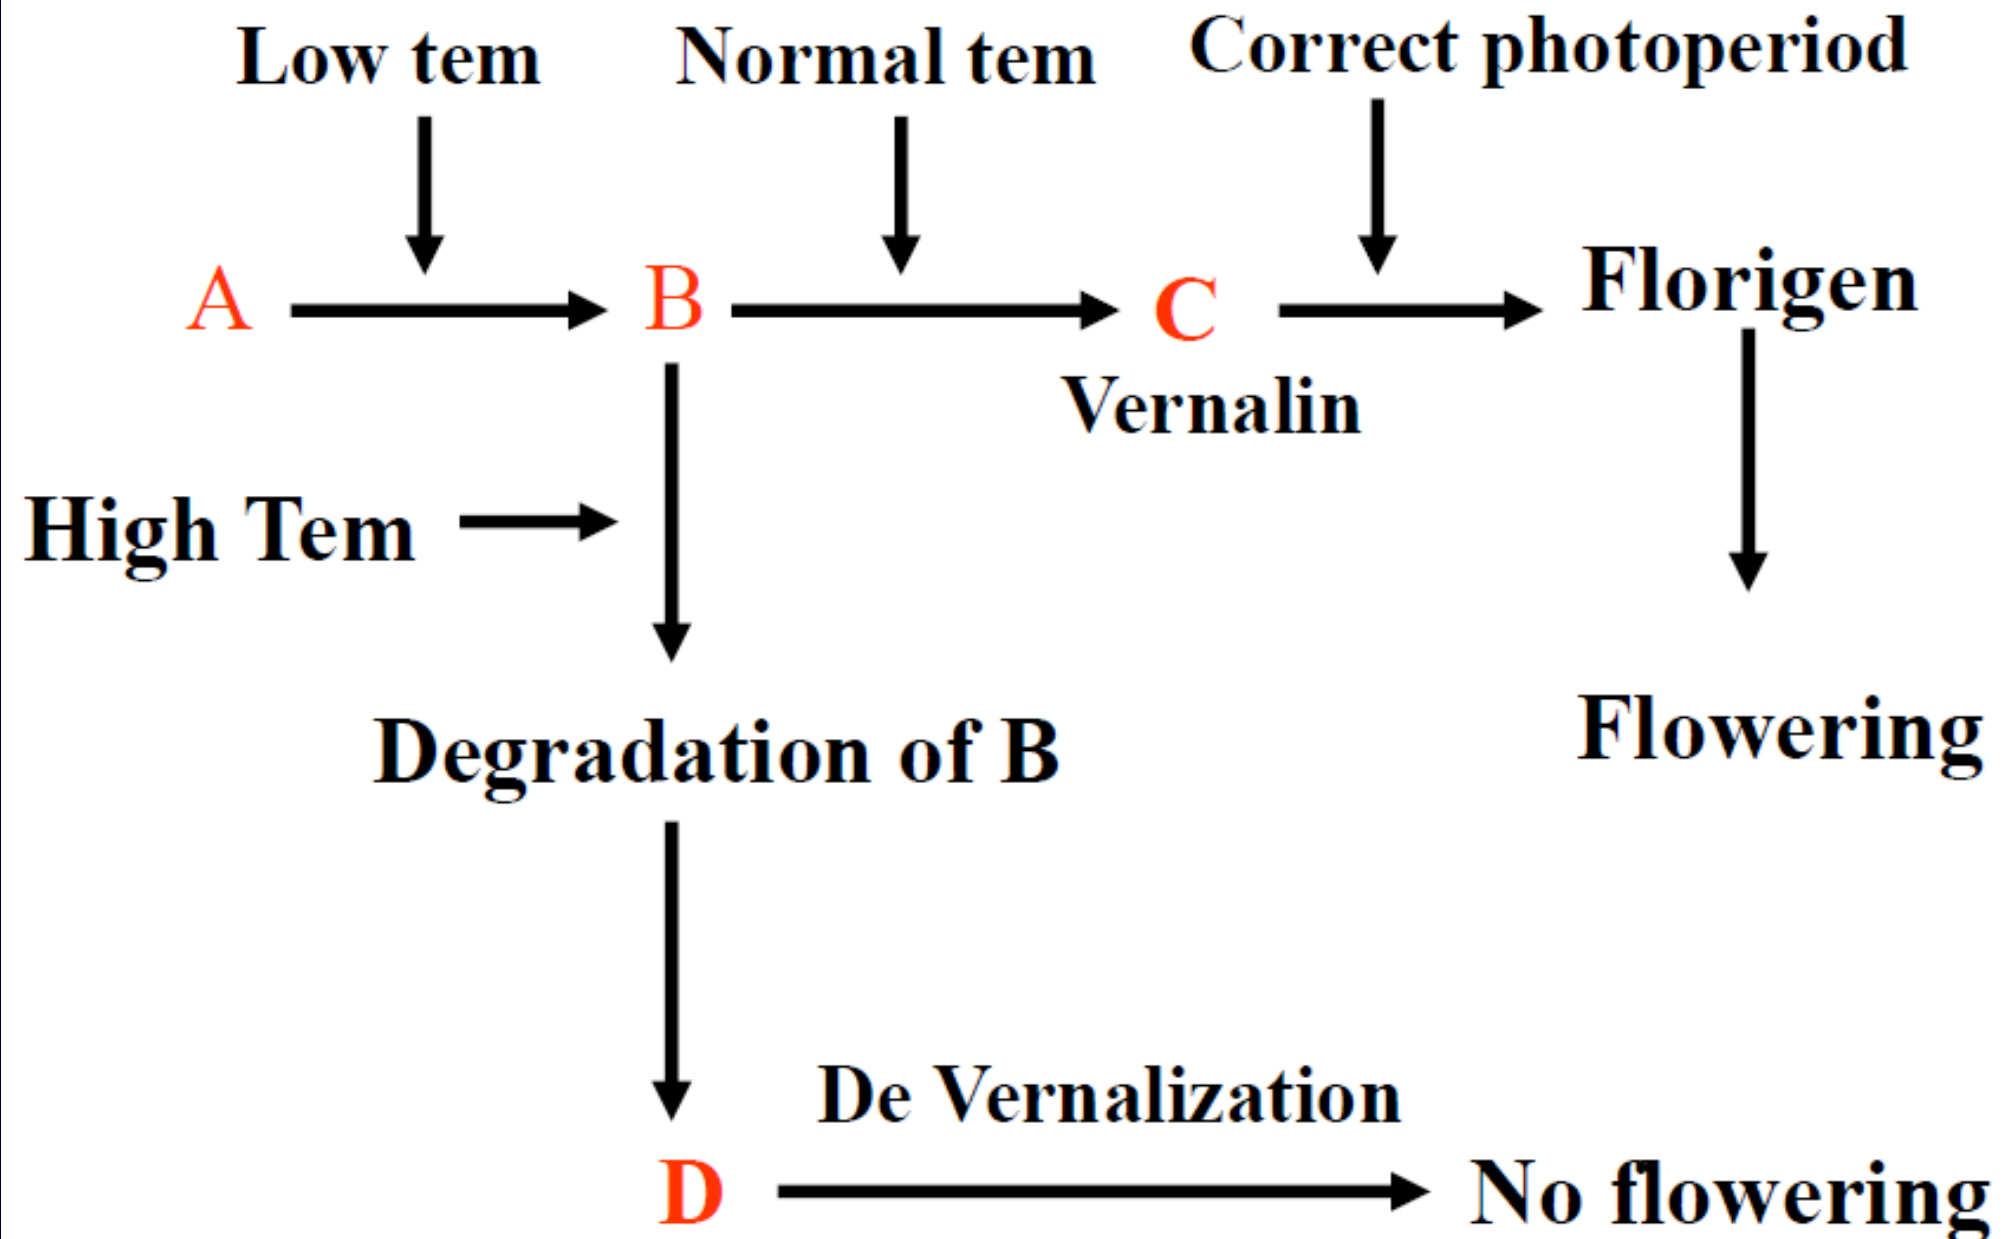 Low tem
Normal tem
Correct photoperiod
A
B
C
Florigen
Vernalin
High Tem
Degradation of B
Flowering
De Vernalization
D
No flowering